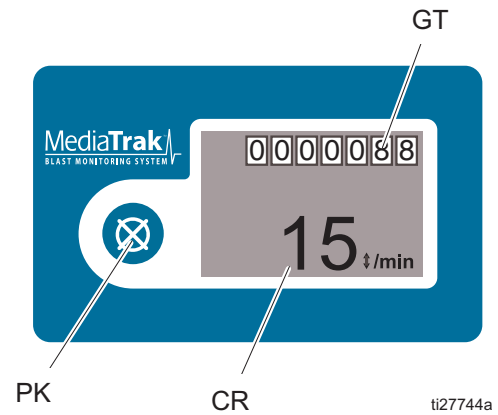 GT
MediaTrak
BLAST MONITORING SYSTEM
0000088
15 ↕/min
PK
CR
ti27744a